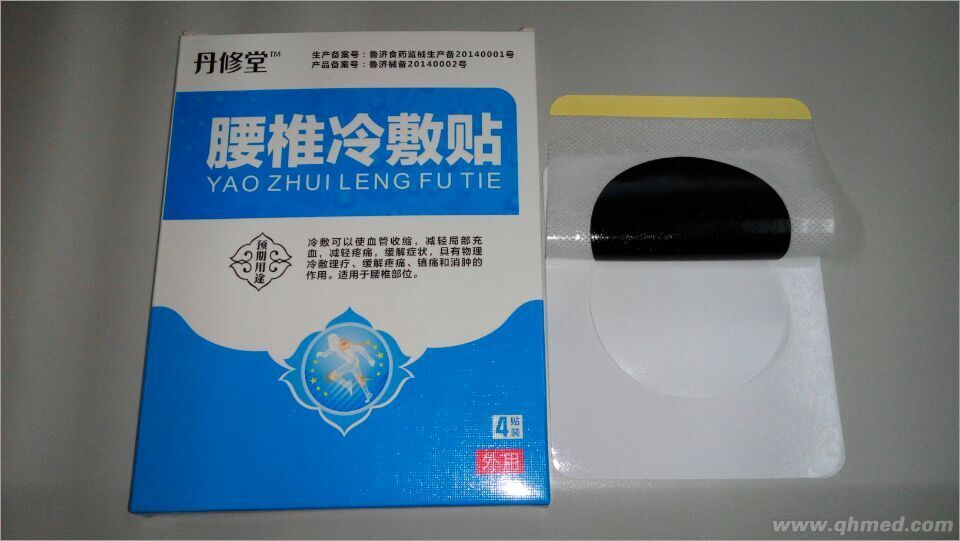 丹修堂™
生产备案号：鲁济食药监械生产备20140001号
产品备案号：鲁济械备20140002号
腰椎冷敷贴
YAO ZHUI LENG FU TIE
预期用途
冷敷可以使血管收缩，减轻局部充
血，减轻疼痛，缓解症状，具有物理
冷敷理疗、缓解疼痛、镇痛和消肿的
作用。适用于腰椎部位。
4贴装
外用
www.qhmed.com